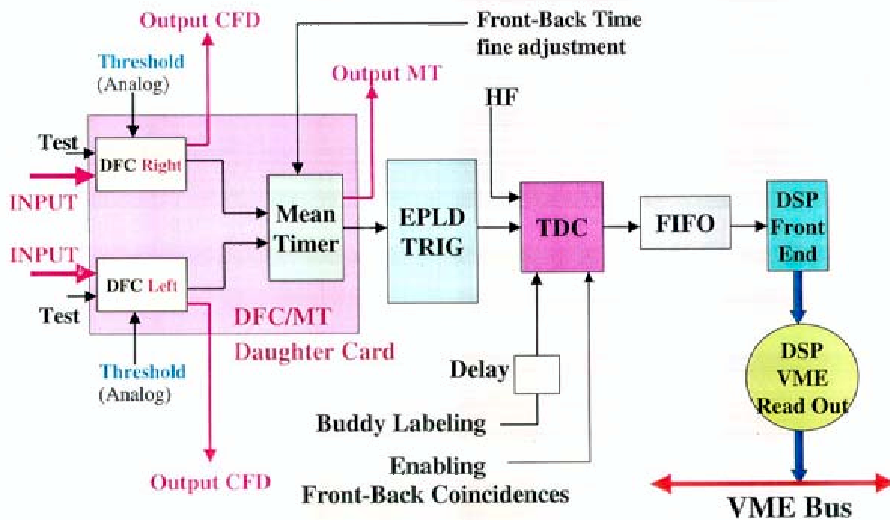 Output CFD
Front-Back Time
fine adjustment
Threshold
(Analog)
Output MT
HF
Test
DFC Right
INPUT
Mean
Timer
EPLD
TRIG
TDC
FIFO
DSP
Front
End
INPUT
DFC Left
Test
DFC/MT
Daughter Card
Threshold
(Analog)
Delay
DSP
VME
Read Out
Buddy Labeling
Output CFD
Enabling
Front-Back Coincidences
VME Bus